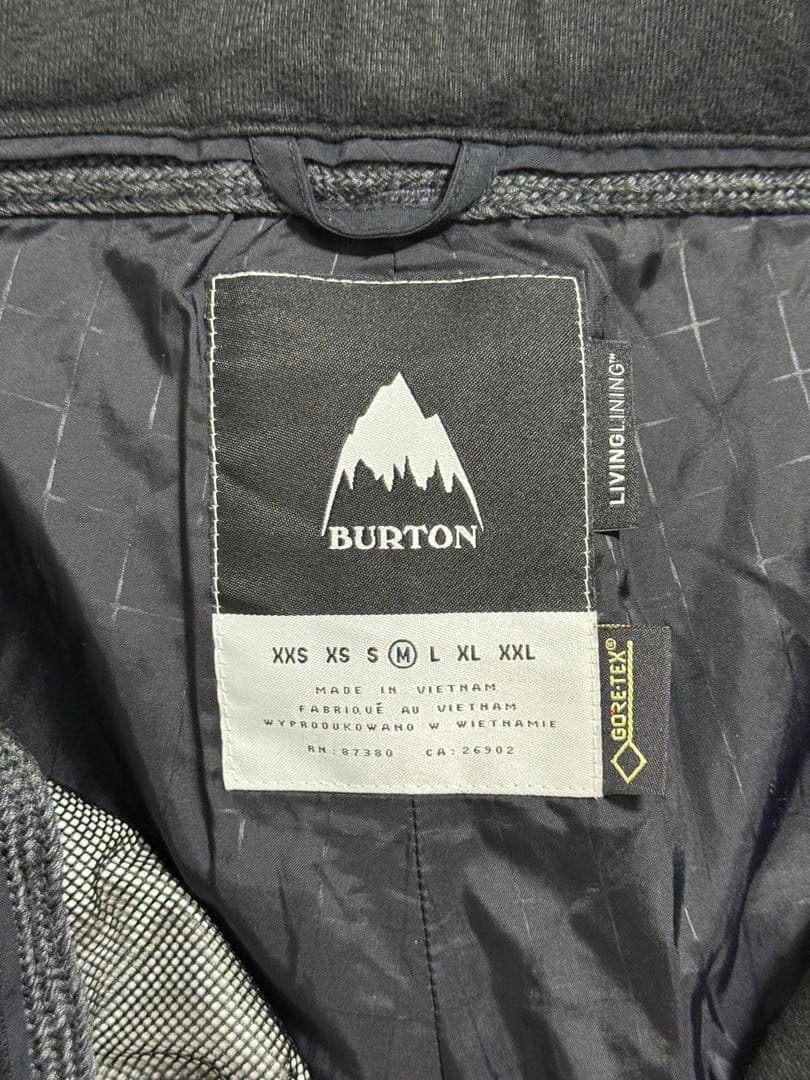 BURTON
LIVINGLINING™
XXS XS S M L XL XXL
MADE IN VIETNAM
FABRIQUÉ AU VIETNAM
WYPRODUKOWANO W WIETNAMIE
RN: 87380 CA: 26902
GORE-TEX®